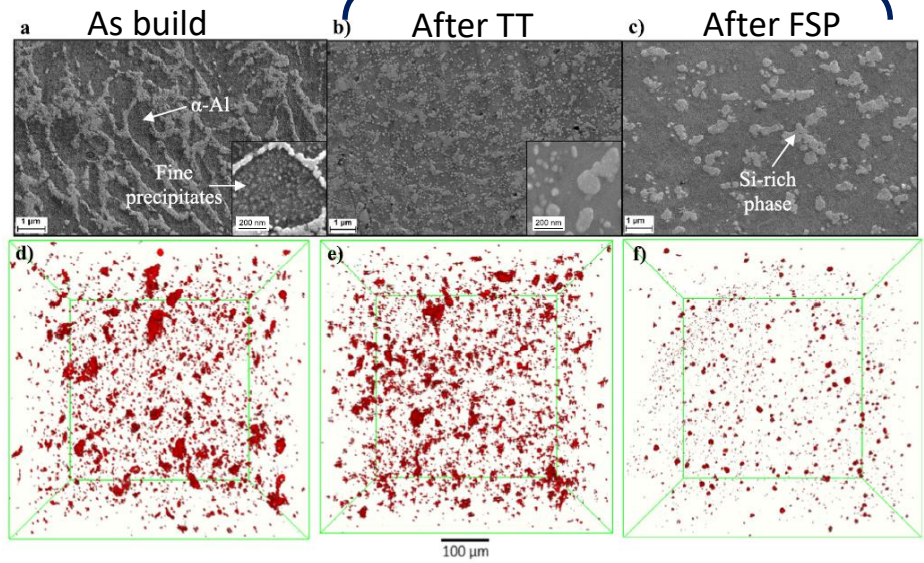 As build
After TT
After FSP
a
b)
c)
α-Al
Fine
precipitates
Si-rich
phase
1 µm
200 nm
1 µm
200 nm
1 µm
d)
e)
f)
100 µm